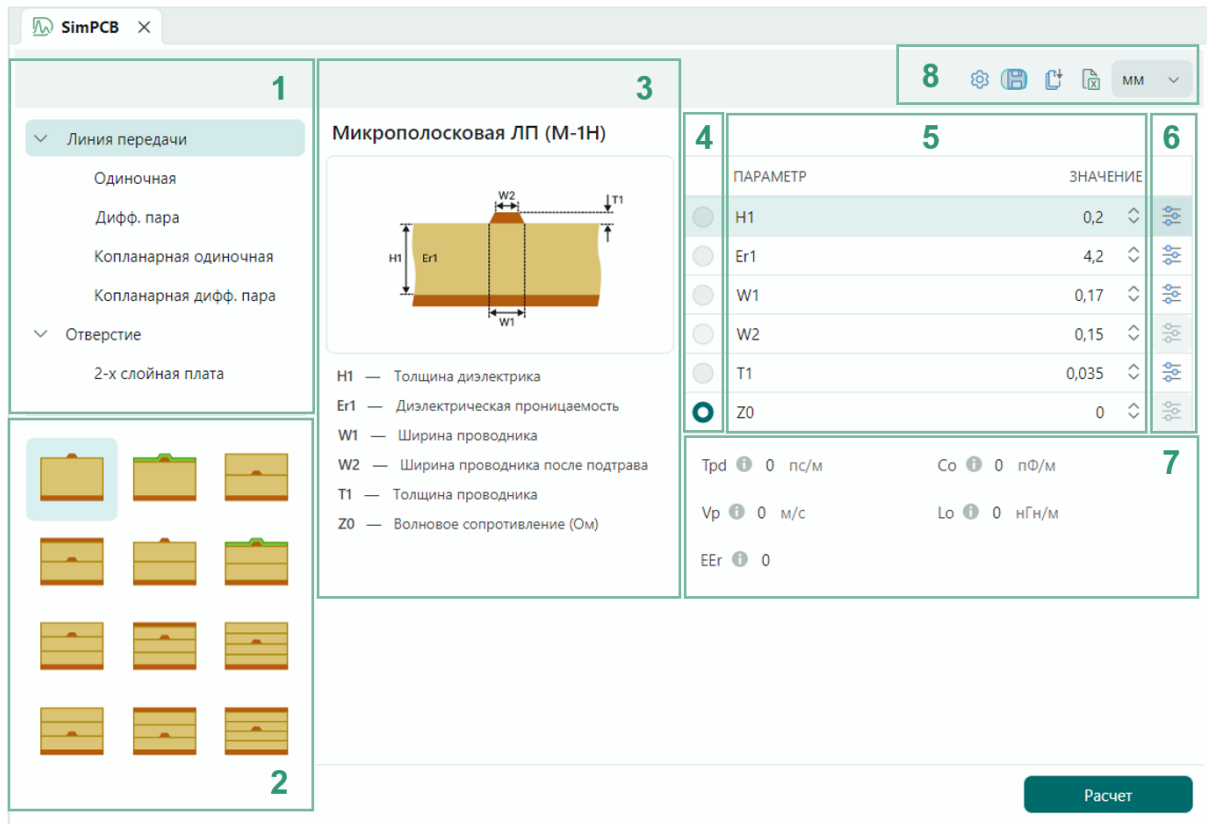 SimPCB
1
Линия передачи
Одиночная
Дифф. пара
Копланарная одиночная
Копланарная дифф. пара
Отверстие
2-х слойная плата
2
3
Микрополосковая ЛП (М-1Н)
W2
T1
H1
Er1
W1
H1 — Толщина диэлектрика
Er1 — Диэлектрическая проницаемость
W1 — Ширина проводника
W2 — Ширина проводника после подтрава
T1 — Толщина проводника
Z0 — Волновое сопротивление (Ом)
8
мм
4
5
6
ПАРАМЕТР ЗНАЧЕНИЕ
H1 0,2
Er1 4,2
W1 0,17
W2 0,15
T1 0,035
Z0 0
7
Tpd 0 пс/м Co 0 пФ/м
Vp 0 м/с Lo 0 нГн/м
EEr 0
Расчет